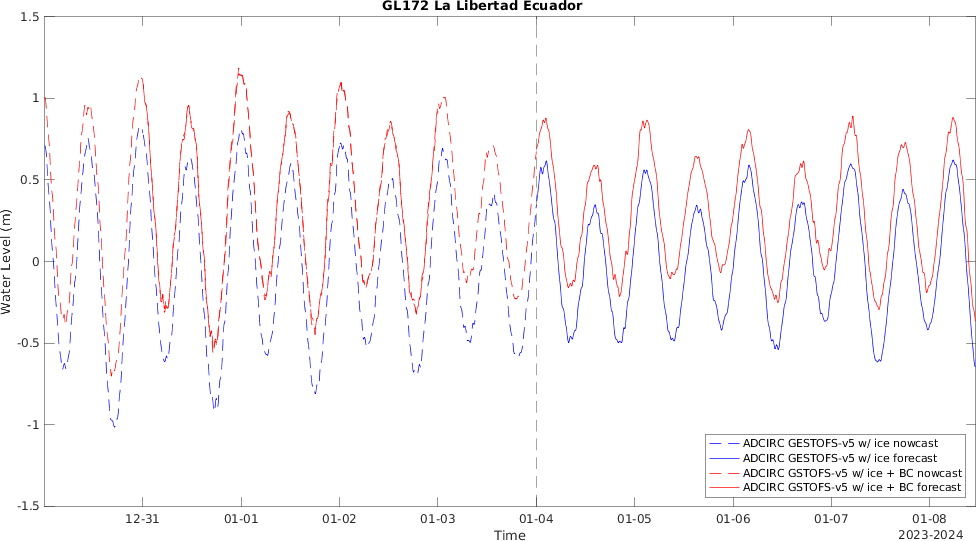 GL172 La Libertad Ecuador
1.5
1
0.5
0
-0.5
-1
-1.5
Water Level (m)
ADCIRC GESTOFS-v5 w/ ice nowcast
ADCIRC GESTOFS-v5 w/ ice forecast
ADCIRC GSTOFS-v5 w/ ice + BC nowcast
ADCIRC GSTOFS-v5 w/ ice + BC forecast
12-31 01-01 01-02 01-03 01-04 01-05 01-06 01-07 01-08
Time
2023-2024